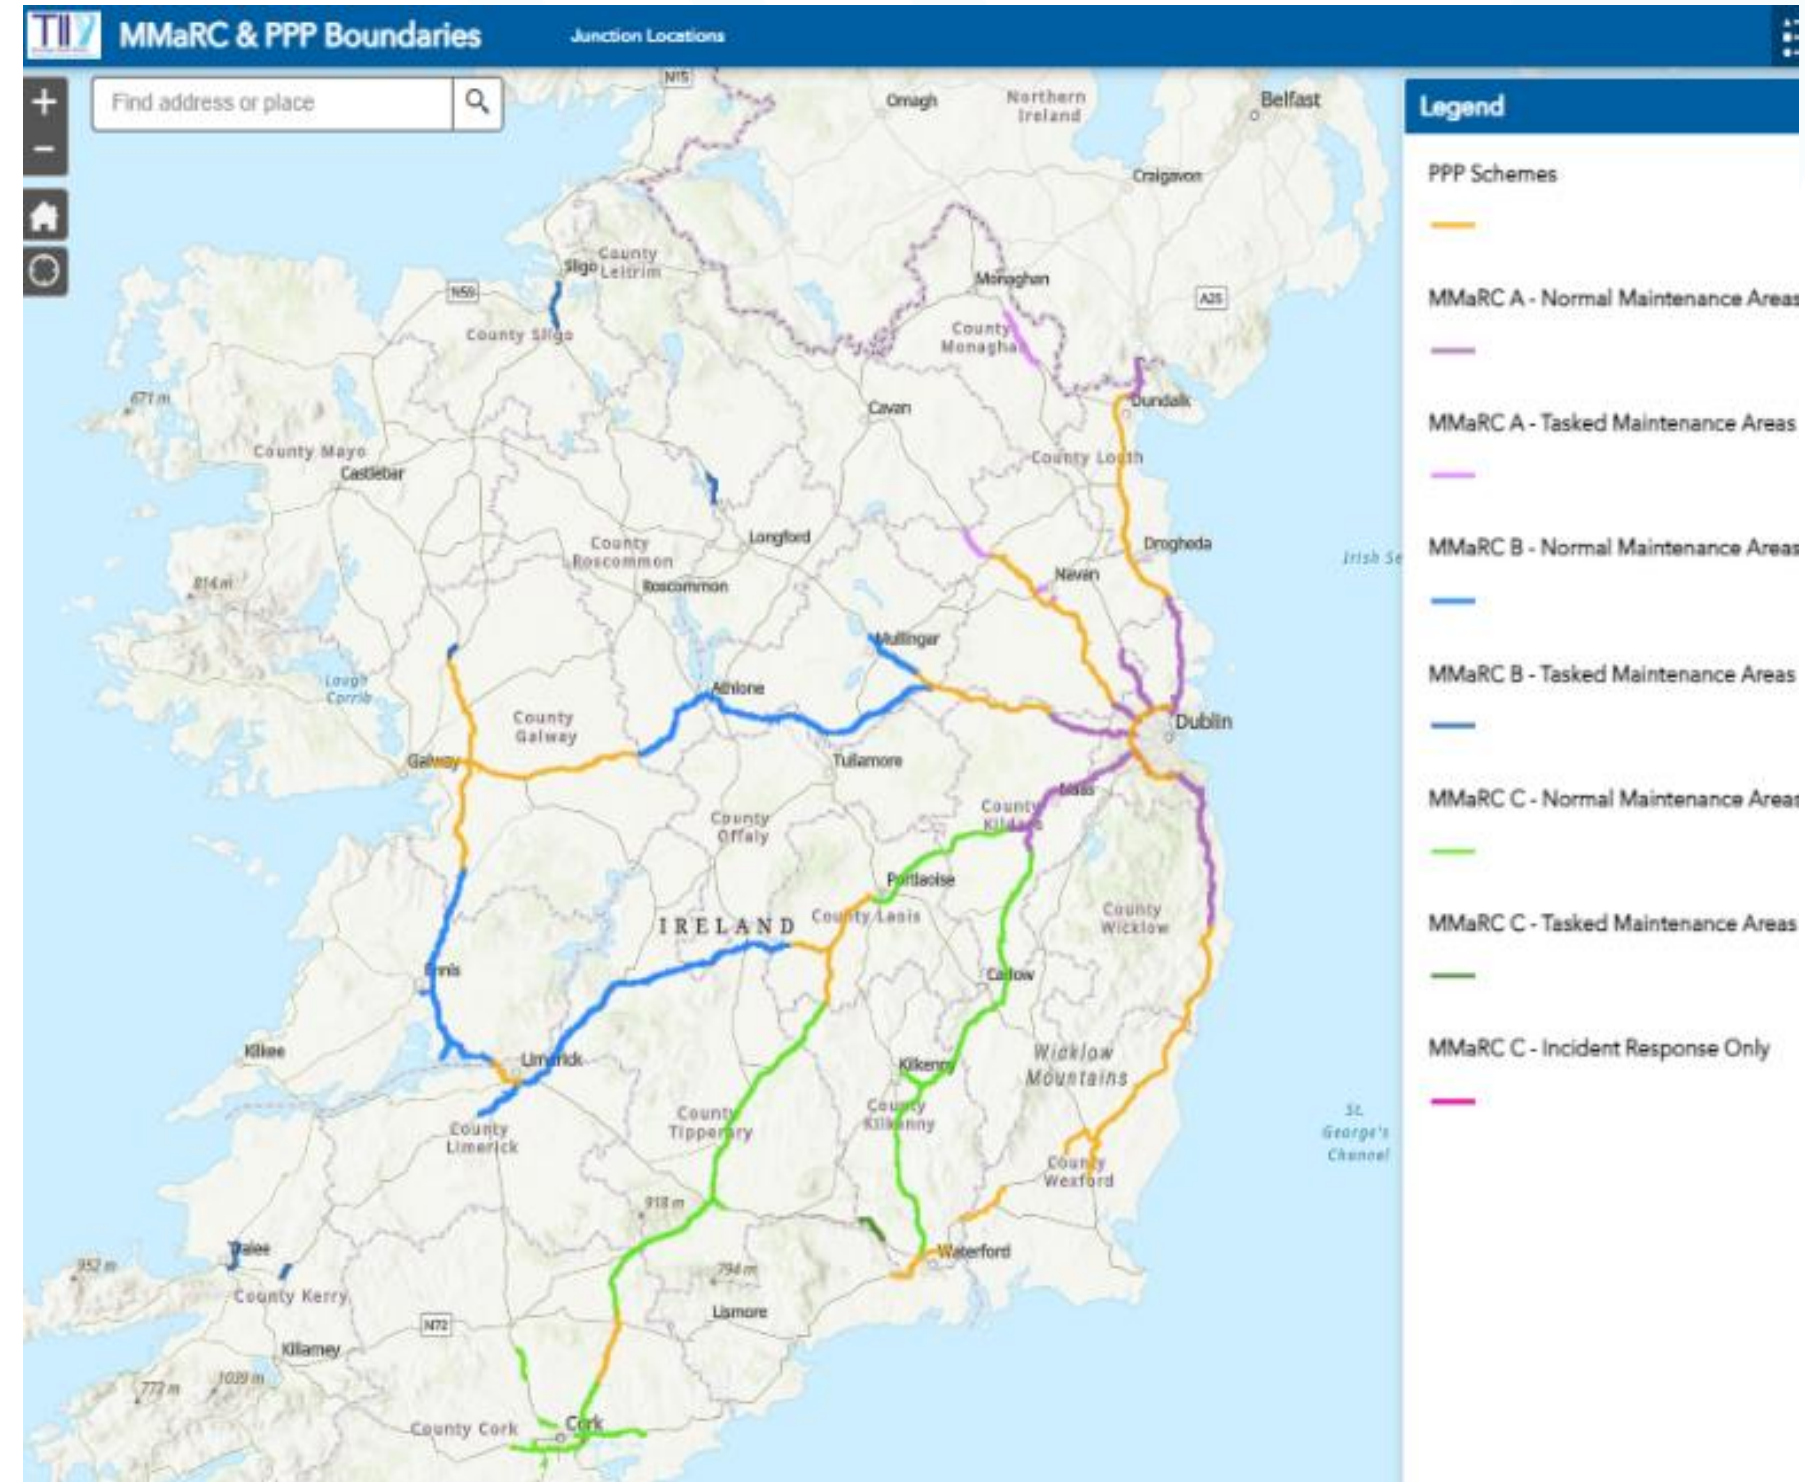 TII
MMaRC & PPP Boundaries
Junction Locations
+
Find address or place
−
N15
Omagh
Northern
Ireland
Belfast
Craigavon
County
Leitrim
Sligo
N59
County Sligo
Monaghan
A25
County
Monagha
671 m
Cavan
Dundalk
County Mayo
Castlebar
County Louth
County
Roscommon
Longford
Drogheda
Irish Se
Navan
814 m
Roscommon
Mullingar
Lough
Corrib
Athlone
County
Galway
Dublin
Galway
Tullamore
Naas
County
Kildare
County
Offaly
Portlaoise
County Laois
IRELAND
County
Wicklow
Ennis
Carlow
Kilkee
Limerick
Kilkenny
Wicklow
Mountains
County
Tipperary
County
Kilkenny
County
Limerick
St.
George's
Channel
County
Wexford
918 m
Tralee
Waterford
952 m
794 m
County Kerry
Lismore
N72
Killarney
1039 m
772 m
County Cork
Cork
Legend
PPP Schemes
MMaRC A - Normal Maintenance Areas
MMaRC A - Tasked Maintenance Areas
MMaRC B - Normal Maintenance Areas
MMaRC B - Tasked Maintenance Areas
MMaRC C - Normal Maintenance Areas
MMaRC C - Tasked Maintenance Areas
MMaRC C - Incident Response Only